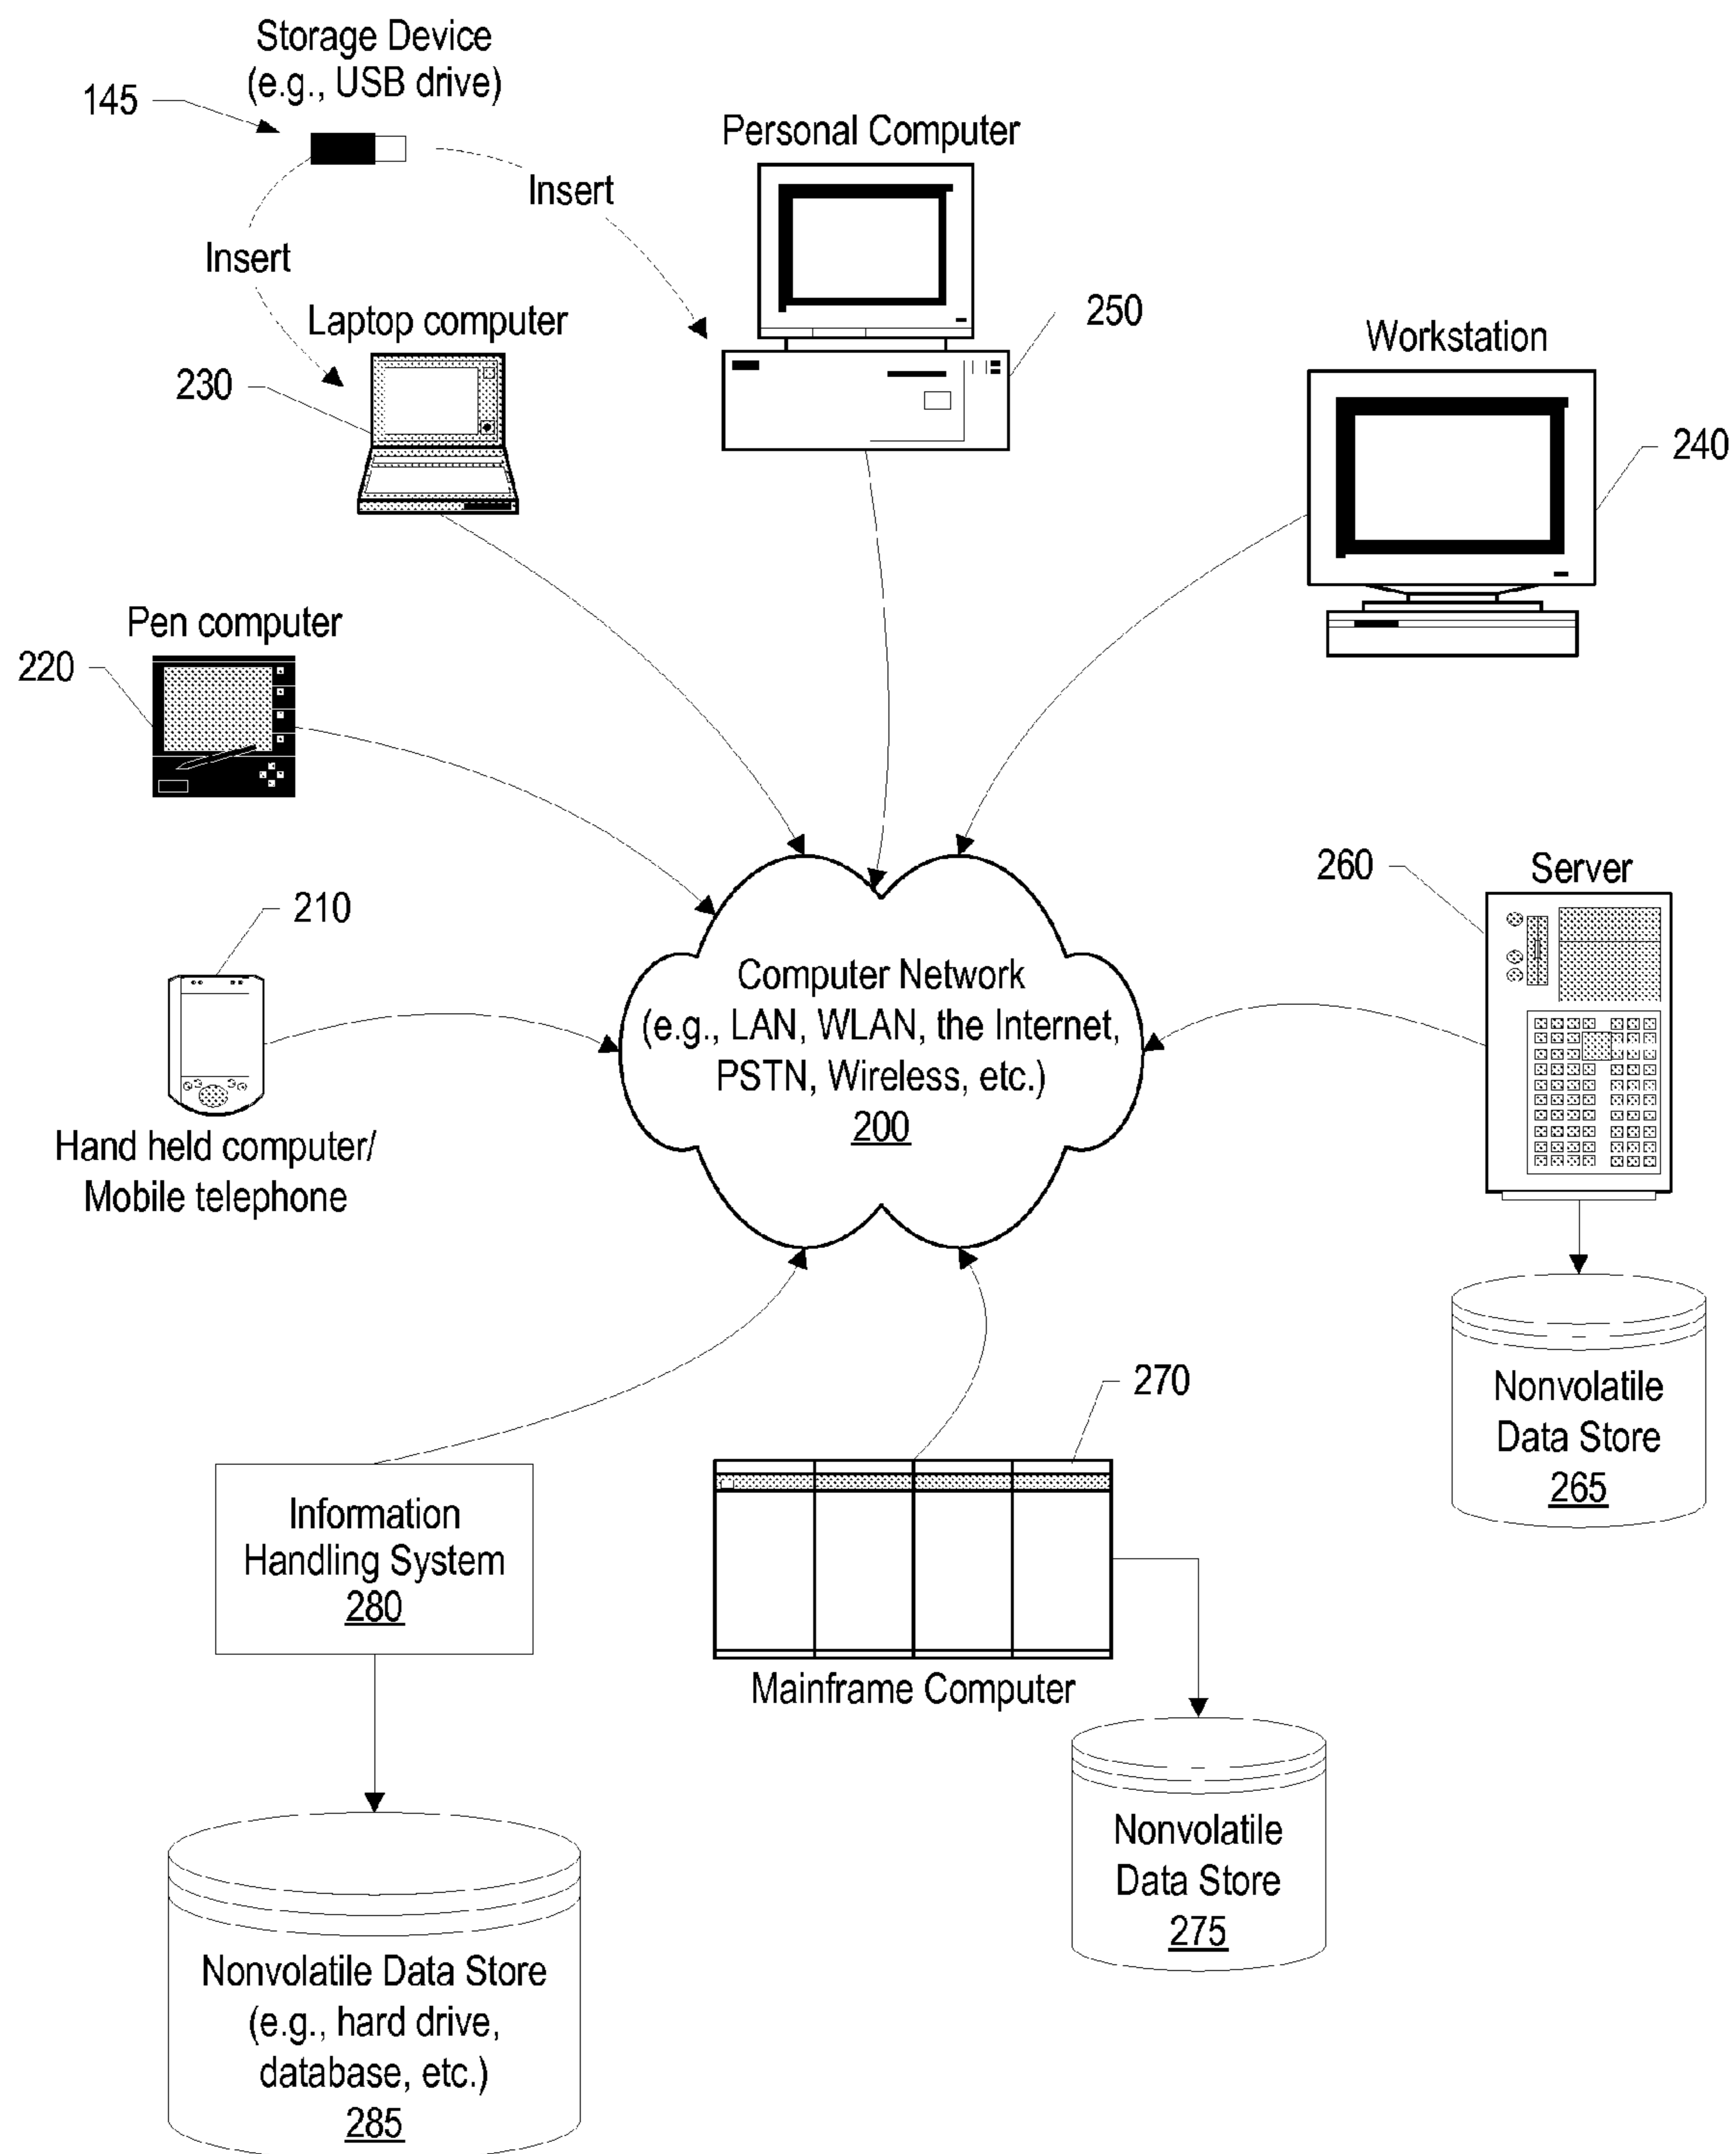 Storage Device
(e.g., USB drive)
145
Insert
Insert
Personal Computer
250
Laptop computer
230
Workstation
240
Pen computer
220
210
Hand held computer/
Mobile telephone
Computer Network
(e.g., LAN, WLAN, the Internet,
PSTN, Wireless, etc.)
200
260
Server
Nonvolatile
Data Store
265
270
Mainframe Computer
Information
Handling System
280
Nonvolatile
Data Store
275
Nonvolatile Data Store
(e.g., hard drive,
database, etc.)
285